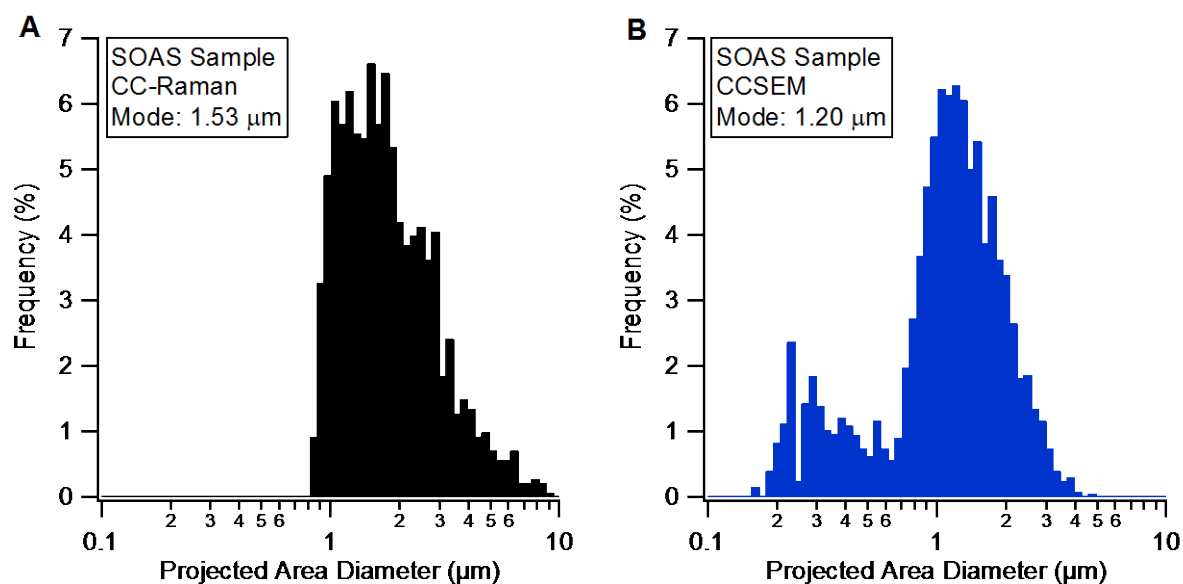 A
SOAS Sample
CC-Raman
Mode: 1.53 μm
7
6
5
4
3
2
1
0
Frequency (%)
2 3 4 5 6 2 3 4 5 6
0.1 1 10
Projected Area Diameter (μm)
B
SOAS Sample
CCSEM
Mode: 1.20 μm
7
6
5
4
3
2
1
0
Frequency (%)
2 3 4 5 6 2 3 4 5 6
0.1 1 10
Projected Area Diameter (μm)